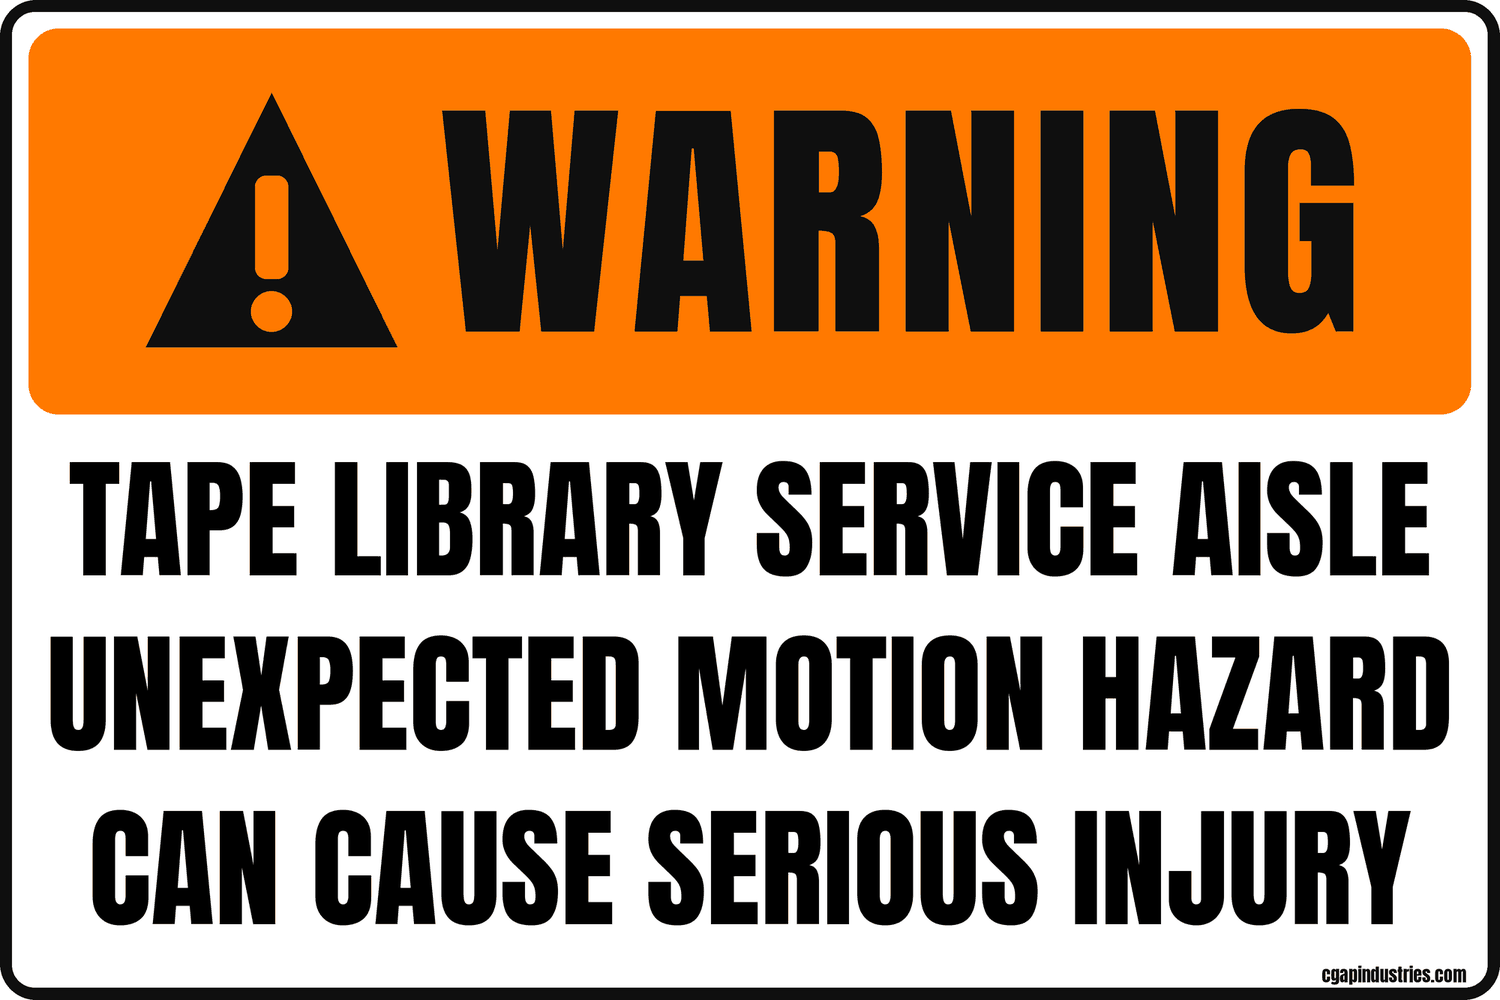 WARNING
TAPE LIBRARY SERVICE AISLE
UNEXPECTED MOTION HAZARD
CAN CAUSE SERIOUS INJURY
cgapindustries.com